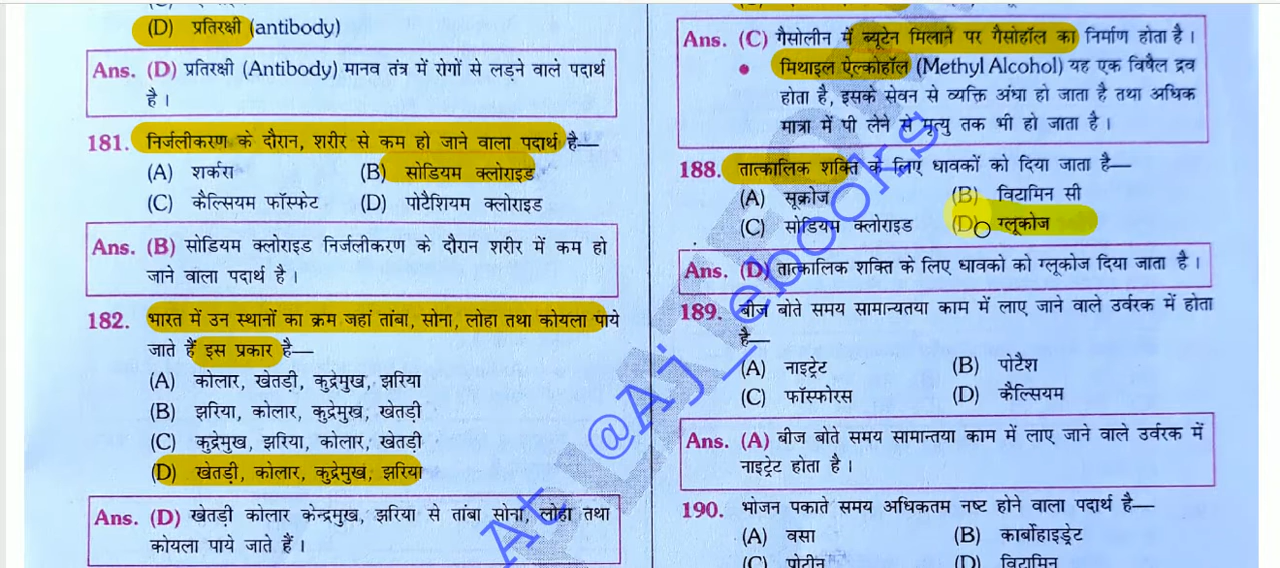 (D) प्रतिरक्षी (antibody)
Ans. (D) प्रतिरक्षी (Antibody) मानव तंत्र में रोगों से लड़ने वाले पदार्थ
है।
181. निर्जलीकरण के दौरान, शरीर से कम हो जाने वाला पदार्थ है—
(A) शर्करा (B) सोडियम क्लोराइड
(C) कैल्सियम फॉस्फेट (D) पोटैशियम क्लोराइड
Ans. (B) सोडियम क्लोराइड निर्जलीकरण के दौरान शरीर में कम हो
जाने वाला पदार्थ है।
182. भारत में उन स्थानों का क्रम जहां तांबा, सोना, लोहा तथा कोयला पाये
जाते हैं इस प्रकार है—
(A) कोलार, खेतड़ी, कुद्रेमुख, झरिया
(B) झरिया, कोलार, कुद्रेमुख, खेतड़ी
(C) कुद्रेमुख, झरिया, कोलार, खेतड़ी
(D) खेतड़ी, कोलार, कुद्रेमुख, झरिया
Ans. (D) खेतड़ी कोलार केन्द्रमुख, झरिया से तांबा सोना, लोहा तथा
कोयला पाये जाते हैं।
Ans. (C) गैसोलीन में ब्यूटेन मिलाने पर गैसोहॉल का निर्माण होता है।
• मिथाइल ऐल्कोहॉल (Methyl Alcohol) यह एक विषैल द्रव
होता है, इसके सेवन से व्यक्ति अंधा हो जाता है तथा अधिक
मात्रा में पी लेने से मृत्यु तक भी हो जाता है।
188. तात्कालिक शक्ति के लिए धावकों को दिया जाता है—
(A) सूक्रोज (B) विटामिन सी
(C) सोडियम क्लोराइड (D) ग्लूकोज
Ans. (D) तात्कालिक शक्ति के लिए धावको को ग्लूकोज दिया जाता है।
189. बीज बोते समय सामान्यतया काम में लाए जाने वाले उर्वरक में होता
है—
(A) नाइट्रेट (B) पोटैश
(C) फॉस्फोरस (D) कैल्सियम
Ans. (A) बीज बोते समय सामान्तया काम में लाए जाने वाले उर्वरक में
नाइट्रेट होता है।
190. भोजन पकाते समय अधिकतम नष्ट होने वाला पदार्थ है—
(A) वसा (B) कार्बोहाइड्रेट
(C) प्रोटीन (D) विटामिन
At @Aj_ebooks